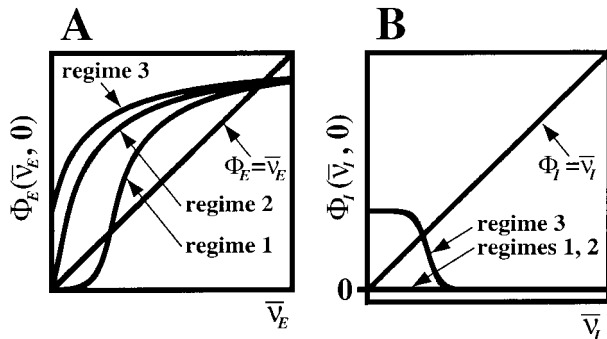 A
regime 3
Φ_E=ν̅_E
regime 2
regime 1
Φ_E(ν̅_E, 0)
ν̅_E
B
Φ_I=ν̅_I
regime 3
regimes 1, 2
0
Φ_I(ν̅_I, 0)
ν̅_I